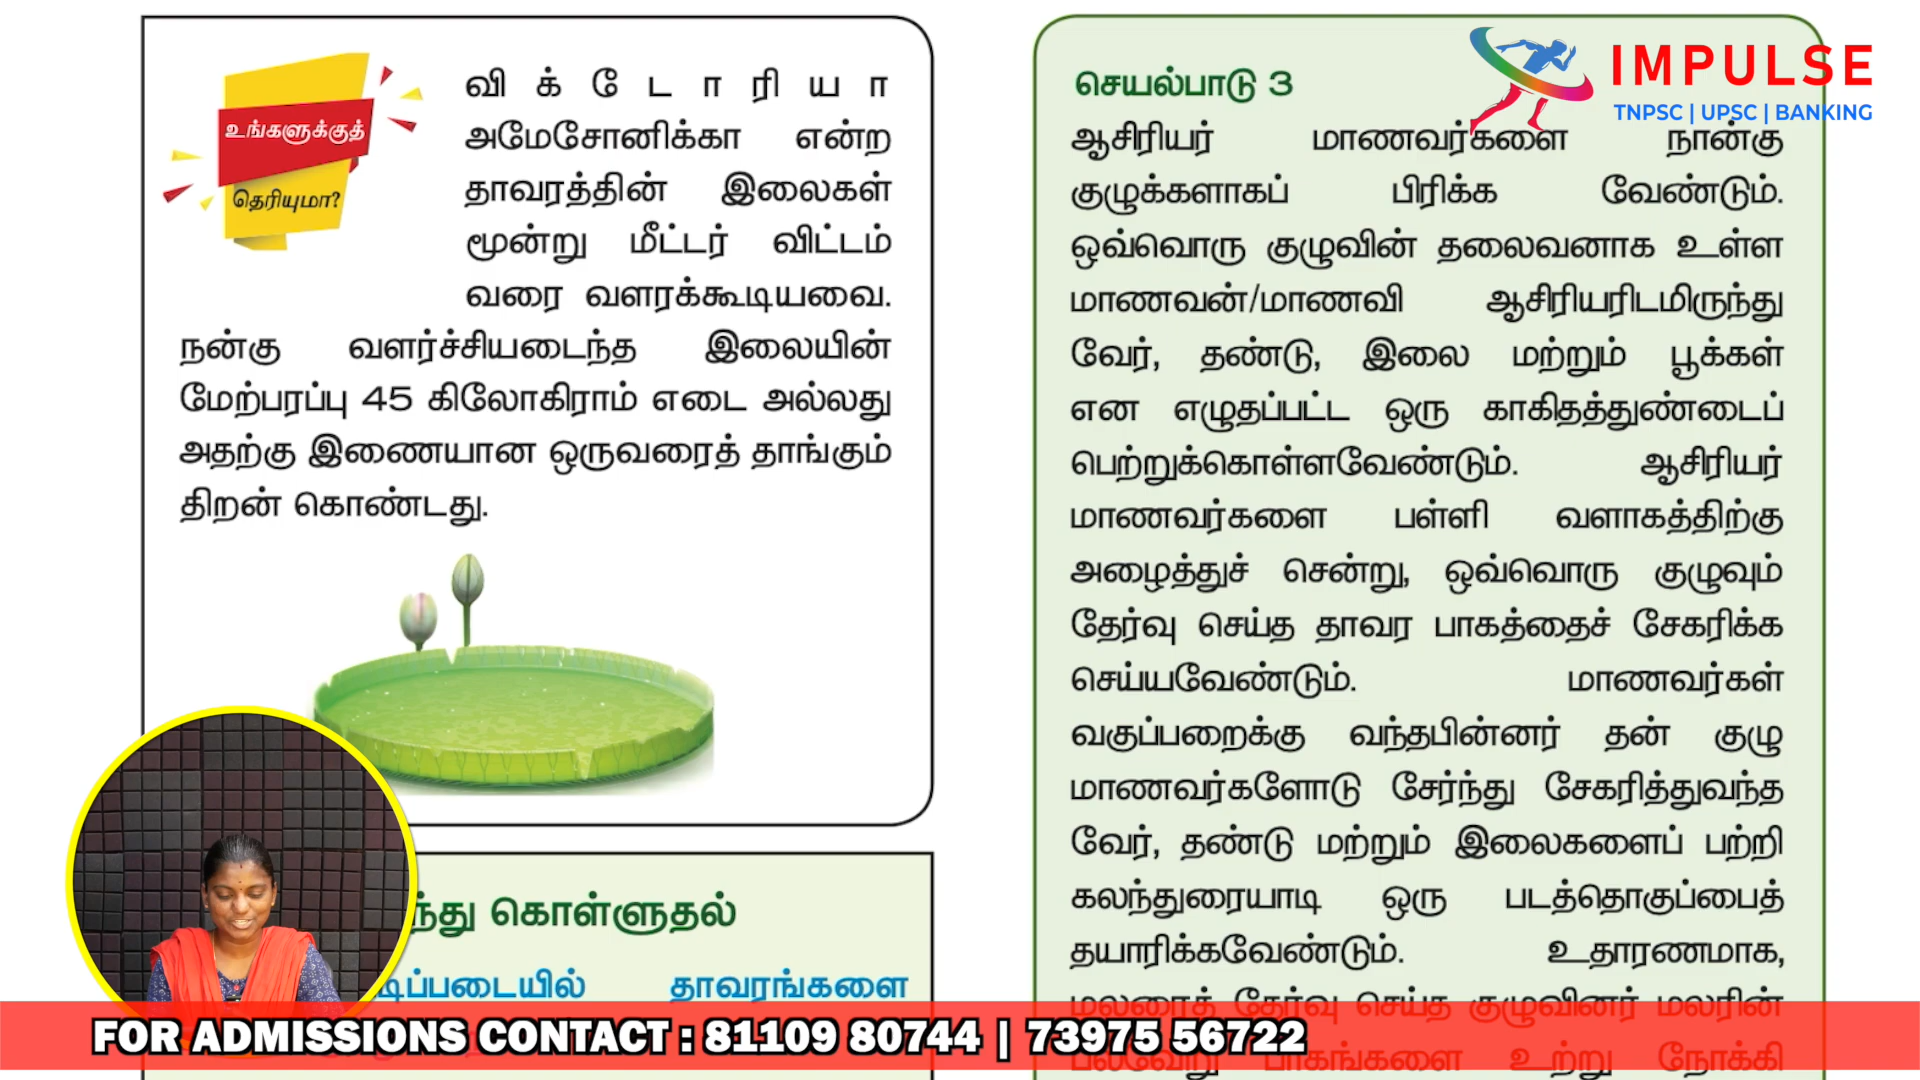 உங்களுக்குத்
தெரியுமா?
விக்டோரியா
அமேசோனிக்கா என்ற
தாவரத்தின் இலைகள்
மூன்று மீட்டர் விட்டம்
வரை வளரக்கூடியவை.
நன்கு வளர்ச்சியடைந்த இலையின்
மேற்பரப்பு 45 கிலோகிராம் எடை அல்லது
அதற்கு இணையான ஒருவரைத் தாங்கும்
திறன் கொண்டது.
ந்து கொள்ளுதல்
டிப்படையில் தாவரங்களை
செயல்பாடு 3
ஆசிரியர் மாணவர்களை நான்கு
குழுக்களாகப் பிரிக்க வேண்டும்.
ஒவ்வொரு குழுவின் தலைவனாக உள்ள
மாணவன்/மாணவி ஆசிரியரிடமிருந்து
வேர், தண்டு, இலை மற்றும் பூக்கள்
என எழுதப்பட்ட ஒரு காகிதத்துண்டைப்
பெற்றுக்கொள்ளவேண்டும். ஆசிரியர்
மாணவர்களை பள்ளி வளாகத்திற்கு
அழைத்துச் சென்று, ஒவ்வொரு குழுவும்
தேர்வு செய்த தாவர பாகத்தைச் சேகரிக்க
செய்யவேண்டும். மாணவர்கள்
வகுப்பறைக்கு வந்தபின்னர் தன் குழு
மாணவர்களோடு சேர்ந்து சேகரித்துவந்த
வேர், தண்டு மற்றும் இலைகளைப் பற்றி
கலந்துரையாடி ஒரு படத்தொகுப்பைத்
தயாரிக்கவேண்டும். உதாரணமாக,
மலரைத் தேர்வு செய்த குழுவினர் மலரின்
பல்வேறு பாகங்களை உற்று நோக்கி
IMPULSE
TNPSC | UPSC | BANKING
FOR ADMISSIONS CONTACT : 81109 80744 | 73975 56722